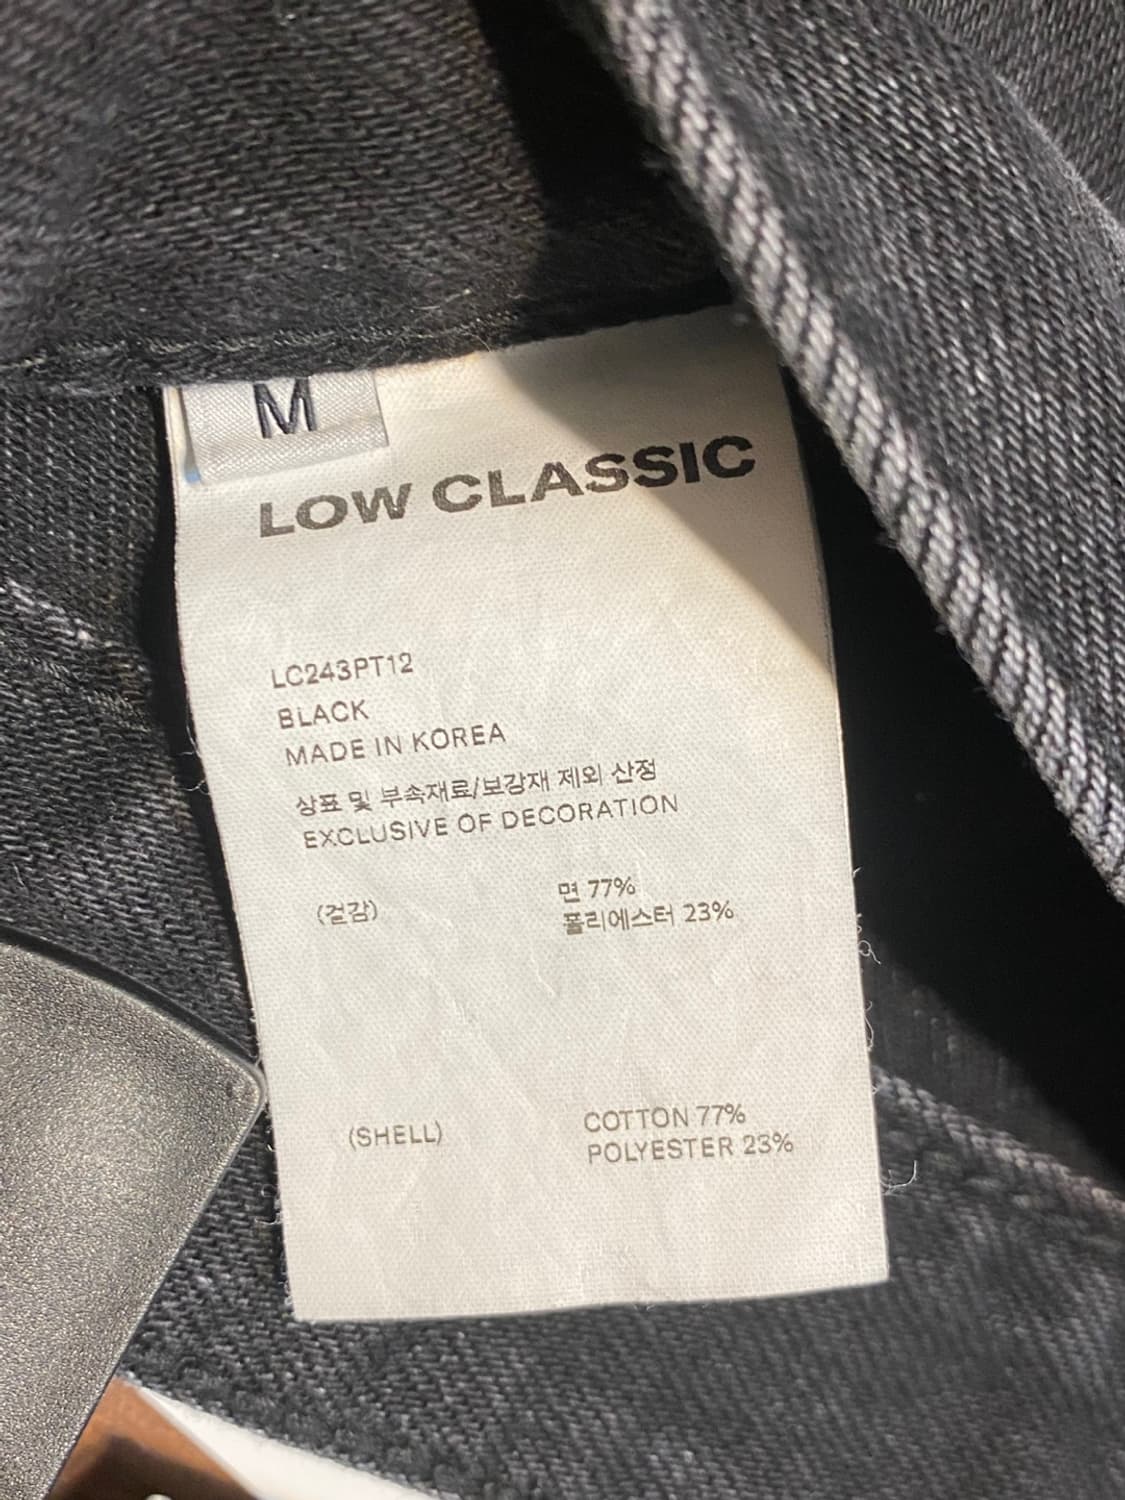 M
LOW CLASSIC
LC243PT12
BLACK
MADE IN KOREA
상표 및 부속재료/보강재 제외 산정
EXCLUSIVE OF DECORATION
(겉감) 면 77%
폴리에스터 23%
(SHELL) COTTON 77%
POLYESTER 23%